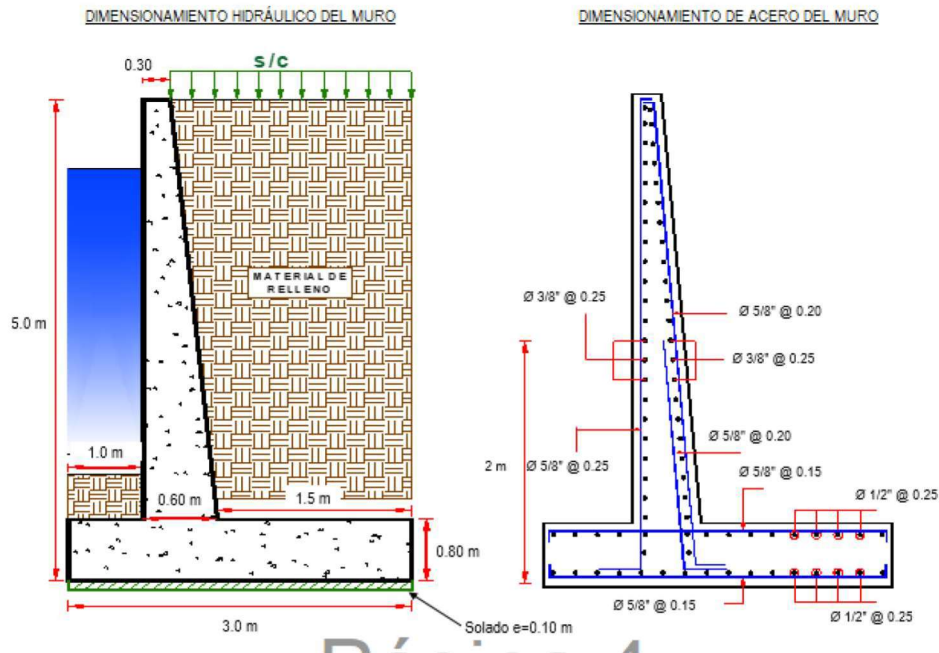 DIMENSIONAMIENTO HIDRÁULICO DEL MURO
s/c
0.30
5.0 m
MATERIAL DE
RELLENO
1.0 m
0.60 m
1.5 m
0.80 m
3.0 m
Solado e=0.10 m
DIMENSIONAMIENTO DE ACERO DEL MURO
Ø 3/8" @ 0.25
Ø 5/8" @ 0.20
Ø 3/8" @ 0.25
Ø 5/8" @ 0.20
2 m
Ø 5/8" @ 0.25
Ø 5/8" @ 0.15
Ø 1/2" @ 0.25
Ø 5/8" @ 0.15
Ø 1/2" @ 0.25
Página 4